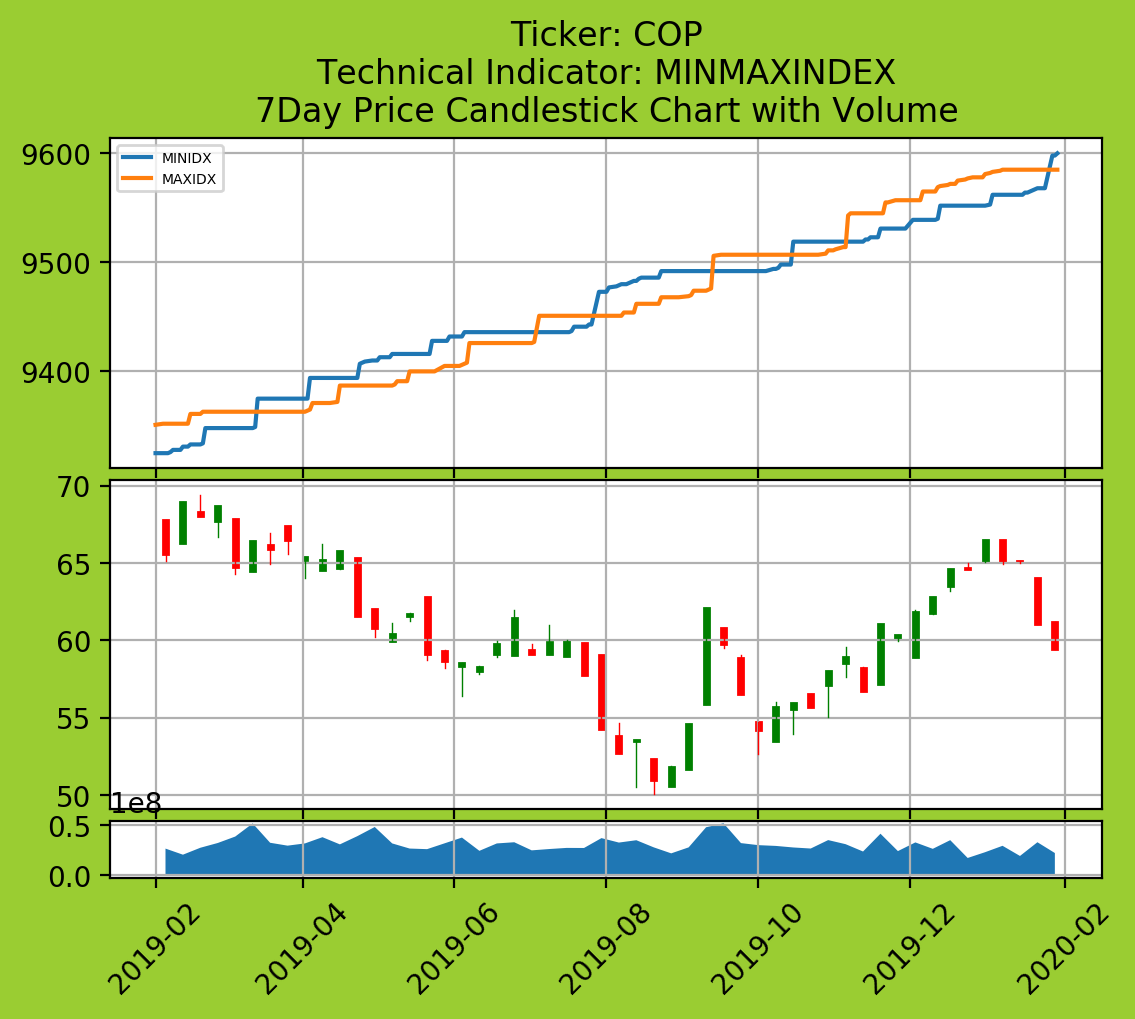 Ticker: COP
Technical Indicator: MINMAXINDEX
7Day Price Candlestick Chart with Volume
MINIDX
MAXIDX
9600
9500
9400
70
65
60
55
50
1e8
0.5
0.0
2019-02
2019-04
2019-06
2019-08
2019-10
2019-12
2020-02